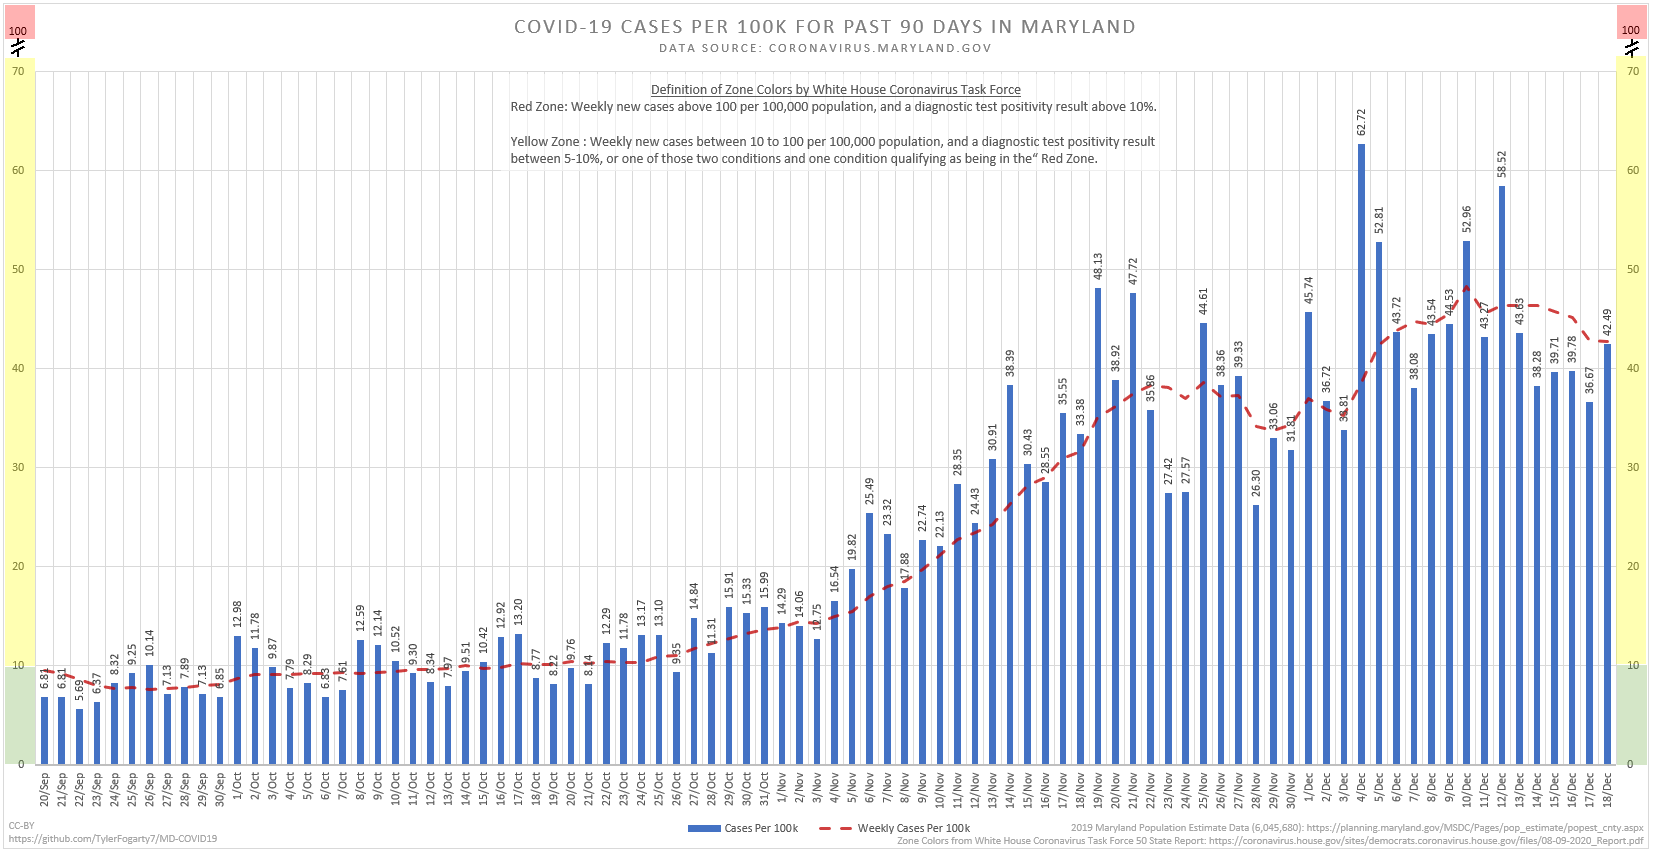 COVID-19 CASES PER 100K FOR PAST 90 DAYS IN MARYLAND
DATA SOURCE: CORONAVIRUS.MARYLAND.GOV
100
100
70
60
50
40
30
20
10
0
70
60
50
40
30
20
10
0
Definition of Zone Colors by White House Coronavirus Task Force
Red Zone: Weekly new cases above 100 per 100,000 population, and a diagnostic test positivity result above 10%.
Yellow Zone : Weekly new cases between 10 to 100 per 100,000 population, and a diagnostic test positivity result
between 5-10%, or one of those two conditions and one condition qualifying as being in the“ Red Zone.
6.81
6.81
5.69
6.37
8.32
9.25
10.14
7.13
7.89
7.13
6.85
12.98
11.78
9.87
7.79
8.29
6.83
7.61
12.59
12.14
10.52
9.30
8.34
7.97
9.51
10.42
12.92
13.20
8.77
8.22
9.76
8.14
12.29
11.78
13.17
13.10
9.35
14.84
11.31
15.91
15.33
15.99
14.29
14.06
12.75
16.54
19.82
25.49
23.32
17.88
22.74
22.13
28.35
24.43
30.91
38.39
30.43
28.55
35.55
33.38
48.13
38.92
47.72
35.86
27.42
27.57
44.61
38.36
39.33
26.30
33.06
31.81
45.74
36.72
33.81
62.72
52.81
43.72
38.08
43.54
44.53
52.96
43.27
58.52
43.63
38.28
39.71
39.78
36.67
42.49
20/Sep
21/Sep
22/Sep
23/Sep
24/Sep
25/Sep
26/Sep
27/Sep
28/Sep
29/Sep
30/Sep
1/Oct
2/Oct
3/Oct
4/Oct
5/Oct
6/Oct
7/Oct
8/Oct
9/Oct
10/Oct
11/Oct
12/Oct
13/Oct
14/Oct
15/Oct
16/Oct
17/Oct
18/Oct
19/Oct
20/Oct
21/Oct
22/Oct
23/Oct
24/Oct
25/Oct
26/Oct
27/Oct
28/Oct
29/Oct
30/Oct
31/Oct
1/Nov
2/Nov
3/Nov
4/Nov
5/Nov
6/Nov
7/Nov
8/Nov
9/Nov
10/Nov
11/Nov
12/Nov
13/Nov
14/Nov
15/Nov
16/Nov
17/Nov
18/Nov
19/Nov
20/Nov
21/Nov
22/Nov
23/Nov
24/Nov
25/Nov
26/Nov
27/Nov
28/Nov
29/Nov
30/Nov
1/Dec
2/Dec
3/Dec
4/Dec
5/Dec
6/Dec
7/Dec
8/Dec
9/Dec
10/Dec
11/Dec
12/Dec
13/Dec
14/Dec
15/Dec
16/Dec
17/Dec
18/Dec
Cases Per 100k
Weekly Cases Per 100k
CC-BY
https://github.com/TylerFogarty7/MD-COVID19
2019 Maryland Population Estimate Data (6,045,680): https://planning.maryland.gov/MSDC/Pages/pop_estimate/popest_cnty.aspx
Zone Colors from White House Coronavirus Task Force 50 State Report: https://coronavirus.house.gov/sites/democrats.coronavirus.house.gov/files/08-09-2020_Report.pdf